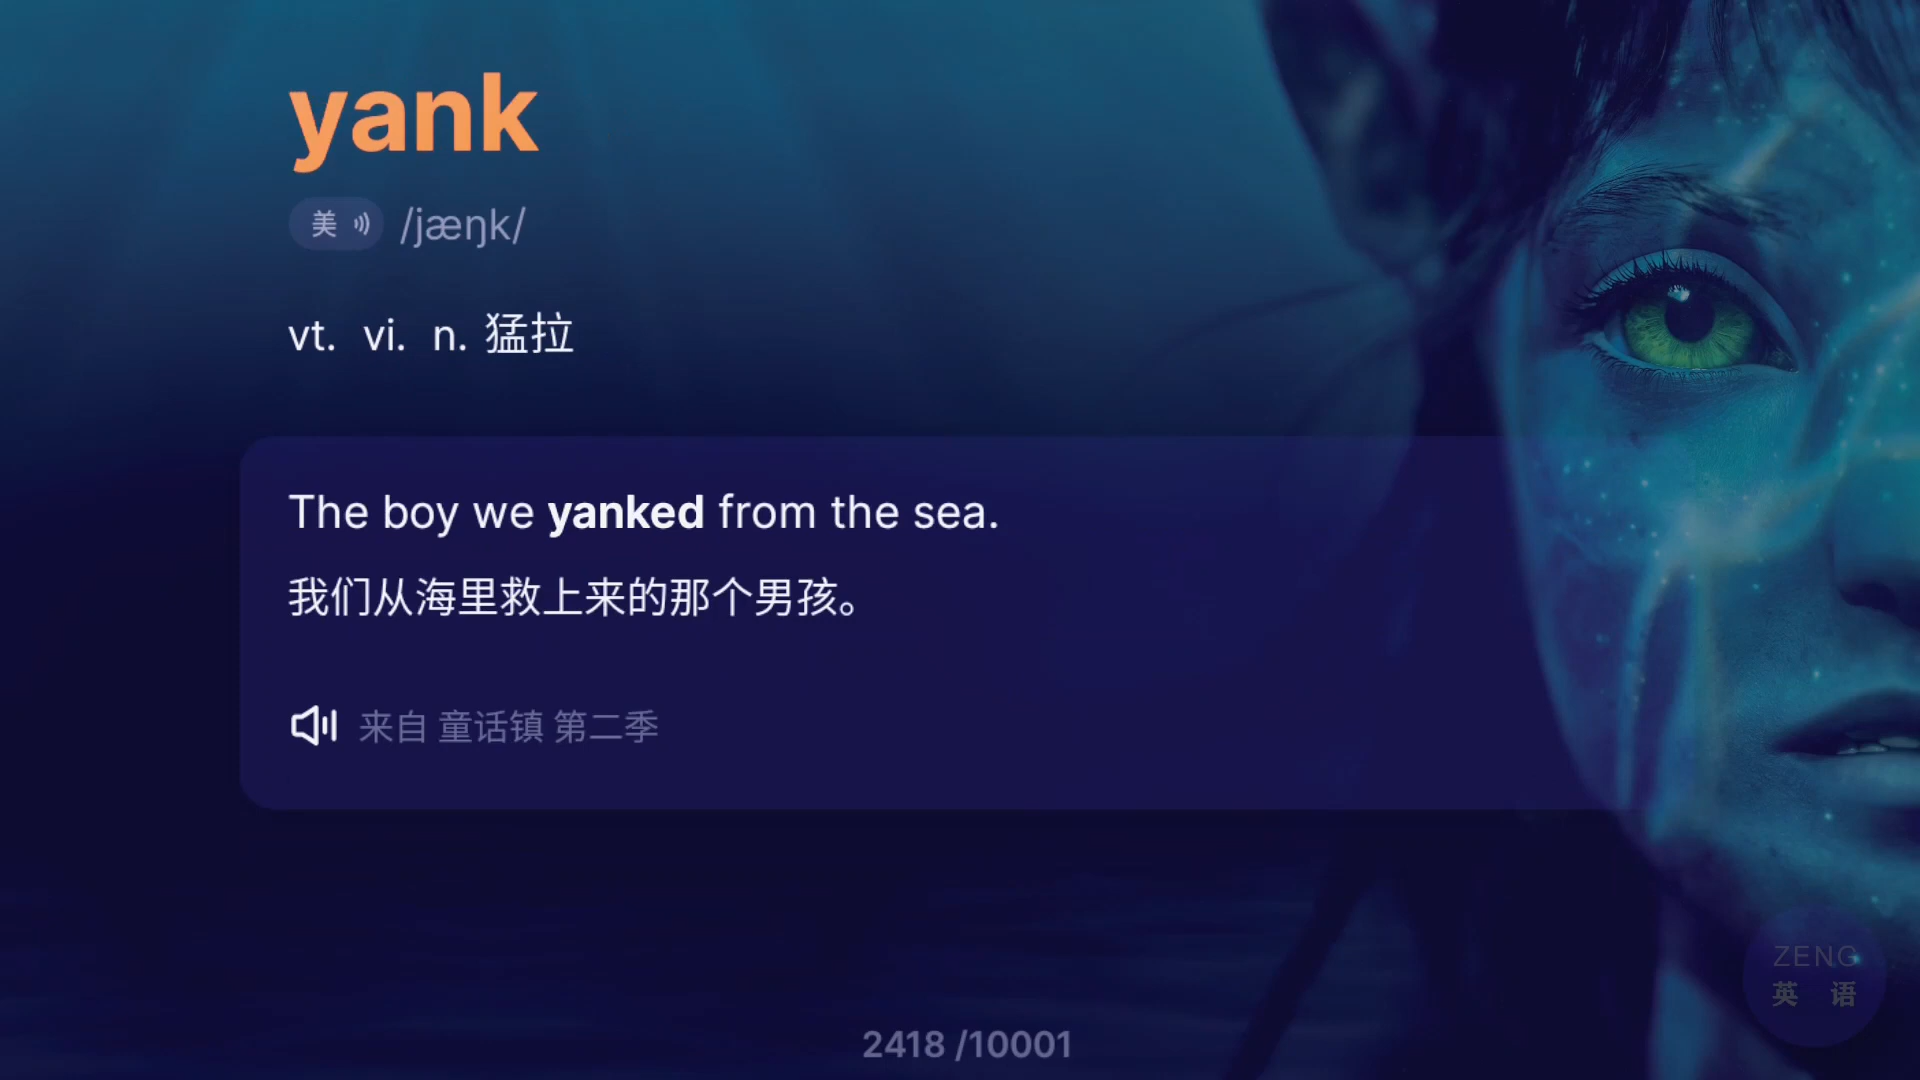 yank
美 /jæŋk/
vt. vi. n. 猛拉
The boy we yanked from the sea.
我们从海里救上来的那个男孩。
来自 童话镇 第二季
ZENG
英 语
2418 /10001